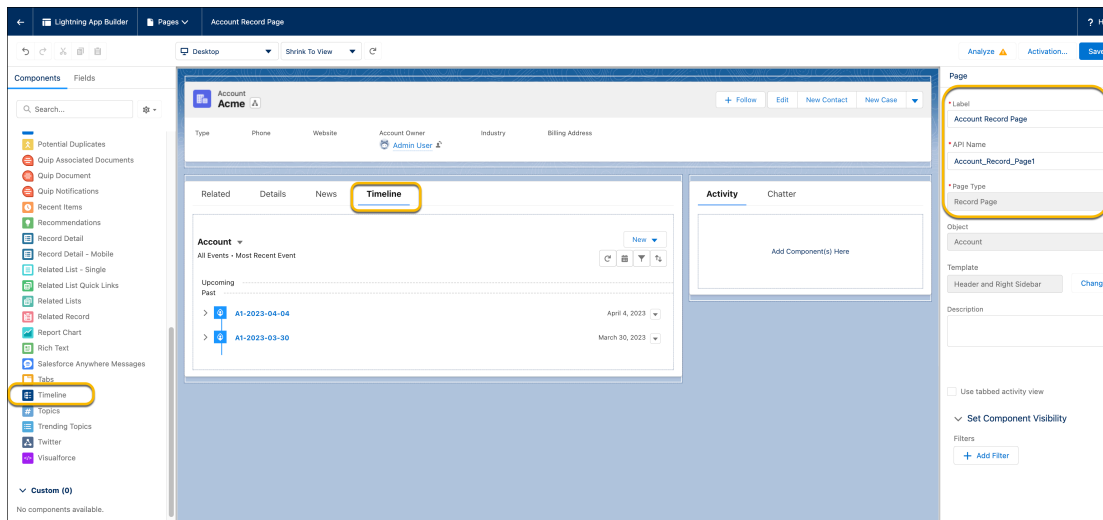 Lightning App Builder Pages Account Record Page ? H
Desktop Shrink To View Analyze Activation... Save
Components Fields
Search...
Potential Duplicates
Quip Associated Documents
Quip Document
Quip Notifications
Recent Items
Recommendations
Record Detail
Record Detail - Mobile
Related List - Single
Related List Quick Links
Related Lists
Related Record
Report Chart
Rich Text
Salesforce Anywhere Messages
Tabs
Timeline
Topics
Trending Topics
Twitter
Visualforce
Custom (0)
No components available.
Account
Acme
+ Follow Edit New Contact New Case
Type Phone Website Account Owner Industry Billing Address
Admin User
Related Details News Timeline
Account New
All Events • Most Recent Event
Upcoming
Past
A1-2023-04-04 April 4, 2023
A1-2023-03-30 March 30, 2023
Activity Chatter
Add Component(s) Here
Page
*Label
Account Record Page
*API Name
Account_Record_Page1
*Page Type
Record Page
Object
Account
Template
Header and Right Sidebar Chang
Description
Use tabbed activity view
Set Component Visibility
Filters
+ Add Filter